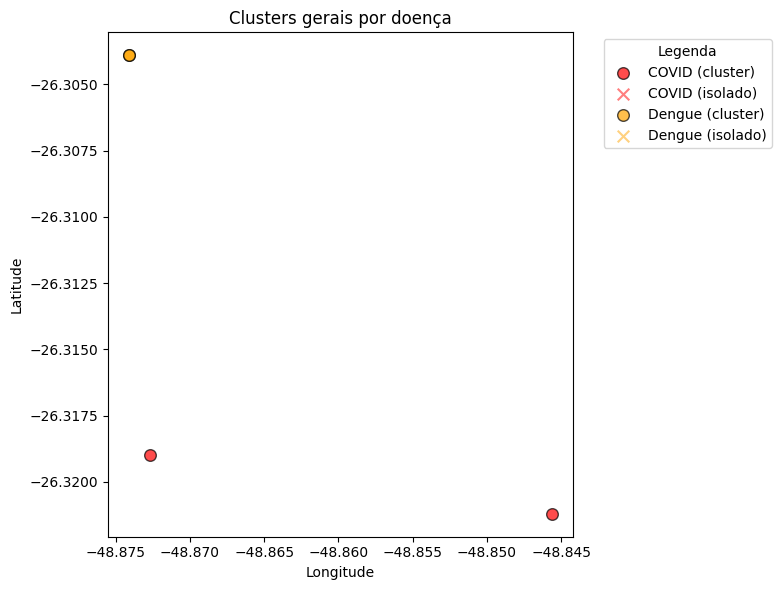 Clusters gerais por doença
Latitude
−26.3050
−26.3075
−26.3100
−26.3125
−26.3150
−26.3175
−26.3200
−48.875 −48.870 −48.865 −48.860 −48.855 −48.850 −48.845
Longitude
Legenda
COVID (cluster)
COVID (isolado)
Dengue (cluster)
Dengue (isolado)